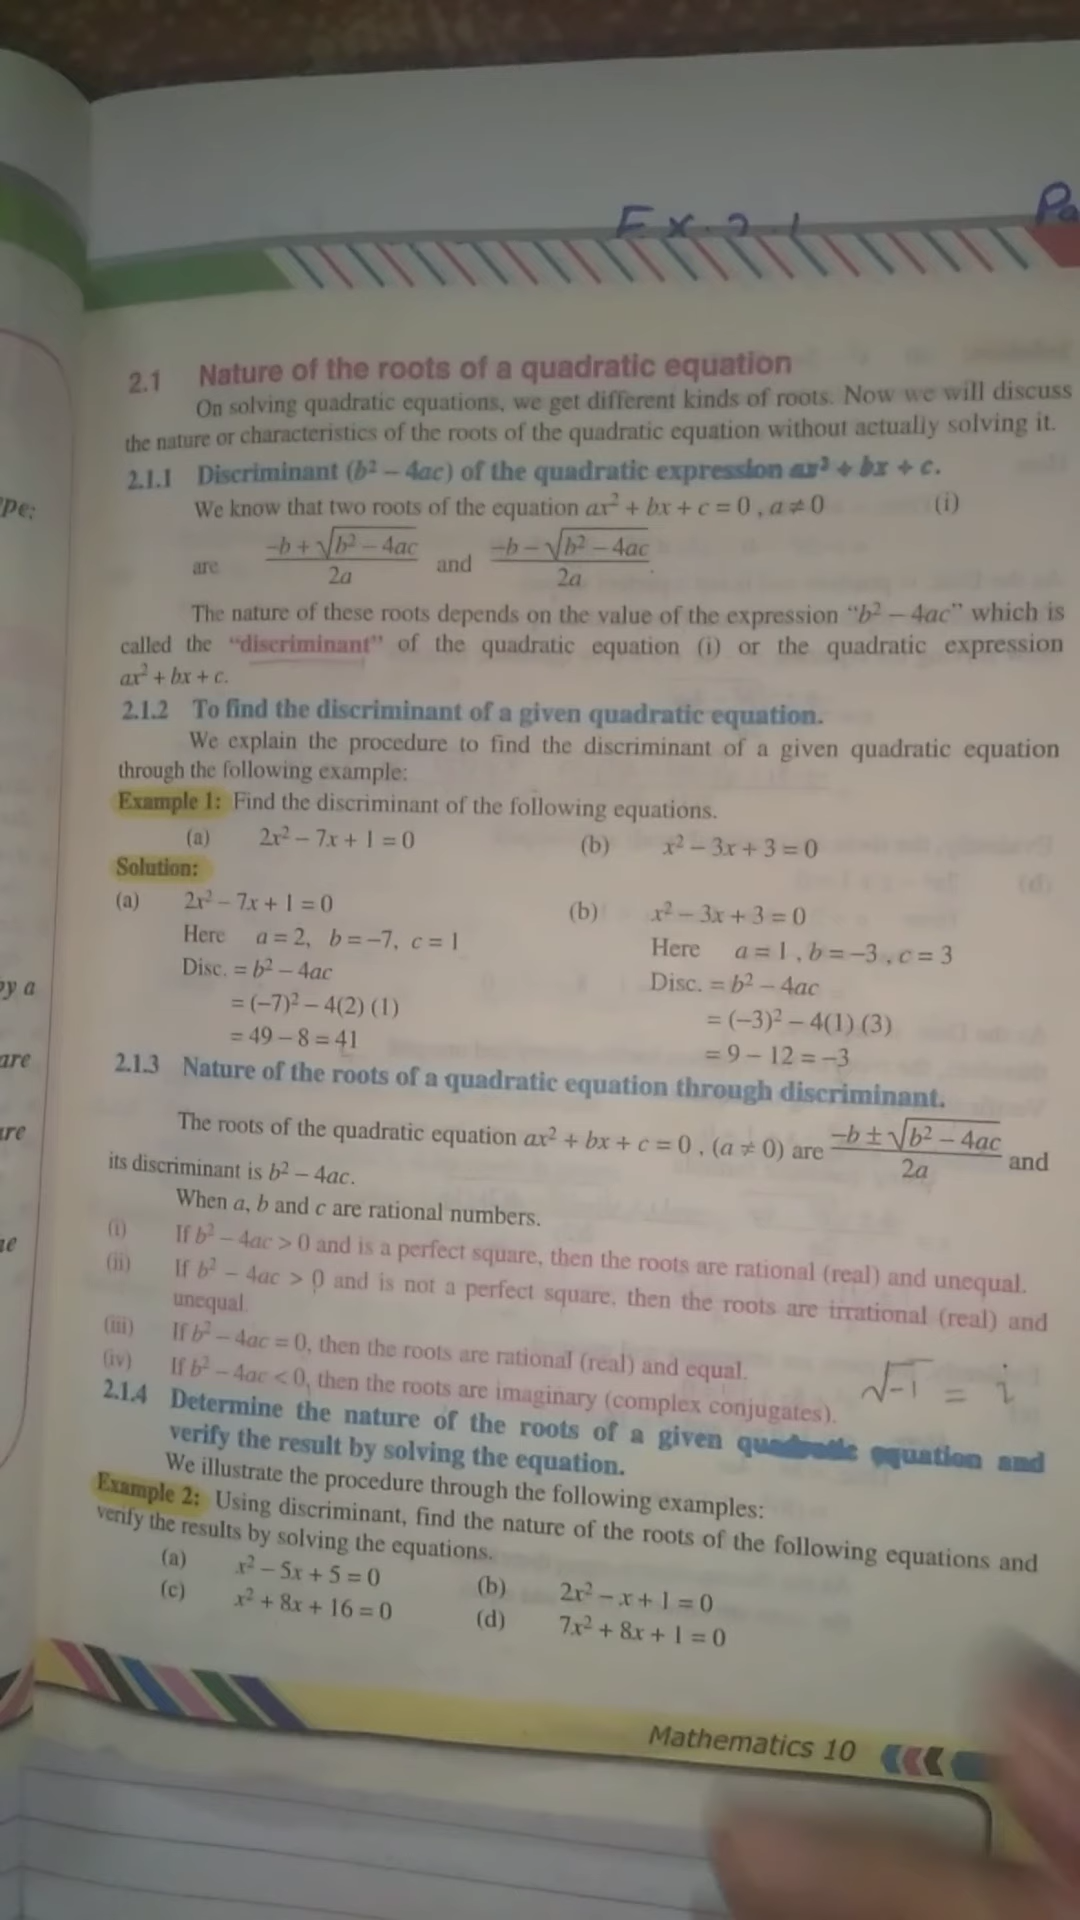 Ex. 2.1
2.1 Nature of the roots of a quadratic equation
On solving quadratic equations, we get different kinds of roots. Now we will discuss
the nature or characteristics of the roots of the quadratic equation without actually solving it.
2.1.1 Discriminant (b² – 4ac) of the quadratic expression ax² + bx + c.
We know that two roots of the equation ax² + bx + c = 0 , a ≠ 0 (i)
are (-b + √(b² – 4ac))/2a and (-b – √(b² – 4ac))/2a
The nature of these roots depends on the value of the expression “b² – 4ac” which is
called the “discriminant” of the quadratic equation (i) or the quadratic expression
ax² + bx + c.
2.1.2 To find the discriminant of a given quadratic equation.
We explain the procedure to find the discriminant of a given quadratic equation
through the following example:
Example 1: Find the discriminant of the following equations.
(a) 2x² – 7x + 1 = 0 (b) x² – 3x + 3 = 0
Solution:
(a) 2x² – 7x + 1 = 0 (b) x² – 3x + 3 = 0
Here a = 2, b = –7, c = 1 Here a = 1 , b = –3 , c = 3
Disc. = b² – 4ac Disc. = b² – 4ac
= (–7)² – 4(2) (1) = (–3)² – 4(1) (3)
= 49 – 8 = 41 = 9 – 12 = –3
2.1.3 Nature of the roots of a quadratic equation through discriminant.
The roots of the quadratic equation ax² + bx + c = 0 , (a ≠ 0) are (-b ± √(b² – 4ac))/2a and
its discriminant is b² – 4ac.
When a, b and c are rational numbers.
(i) If b² – 4ac > 0 and is a perfect square, then the roots are rational (real) and unequal.
(ii) If b² – 4ac > 0 and is not a perfect square, then the roots are irrational (real) and
unequal.
(iii) If b² – 4ac = 0, then the roots are rational (real) and equal.
(iv) If b² – 4ac < 0, then the roots are imaginary (complex conjugates).
√-1 = i
2.1.4 Determine the nature of the roots of a given quadratic equation and
verify the result by solving the equation.
We illustrate the procedure through the following examples:
Example 2: Using discriminant, find the nature of the roots of the following equations and
verify the results by solving the equations.
(a) x² – 5x + 5 = 0 (b) 2x² – x + 1 = 0
(c) x² + 8x + 16 = 0 (d) 7x² + 8x + 1 = 0
Mathematics 10